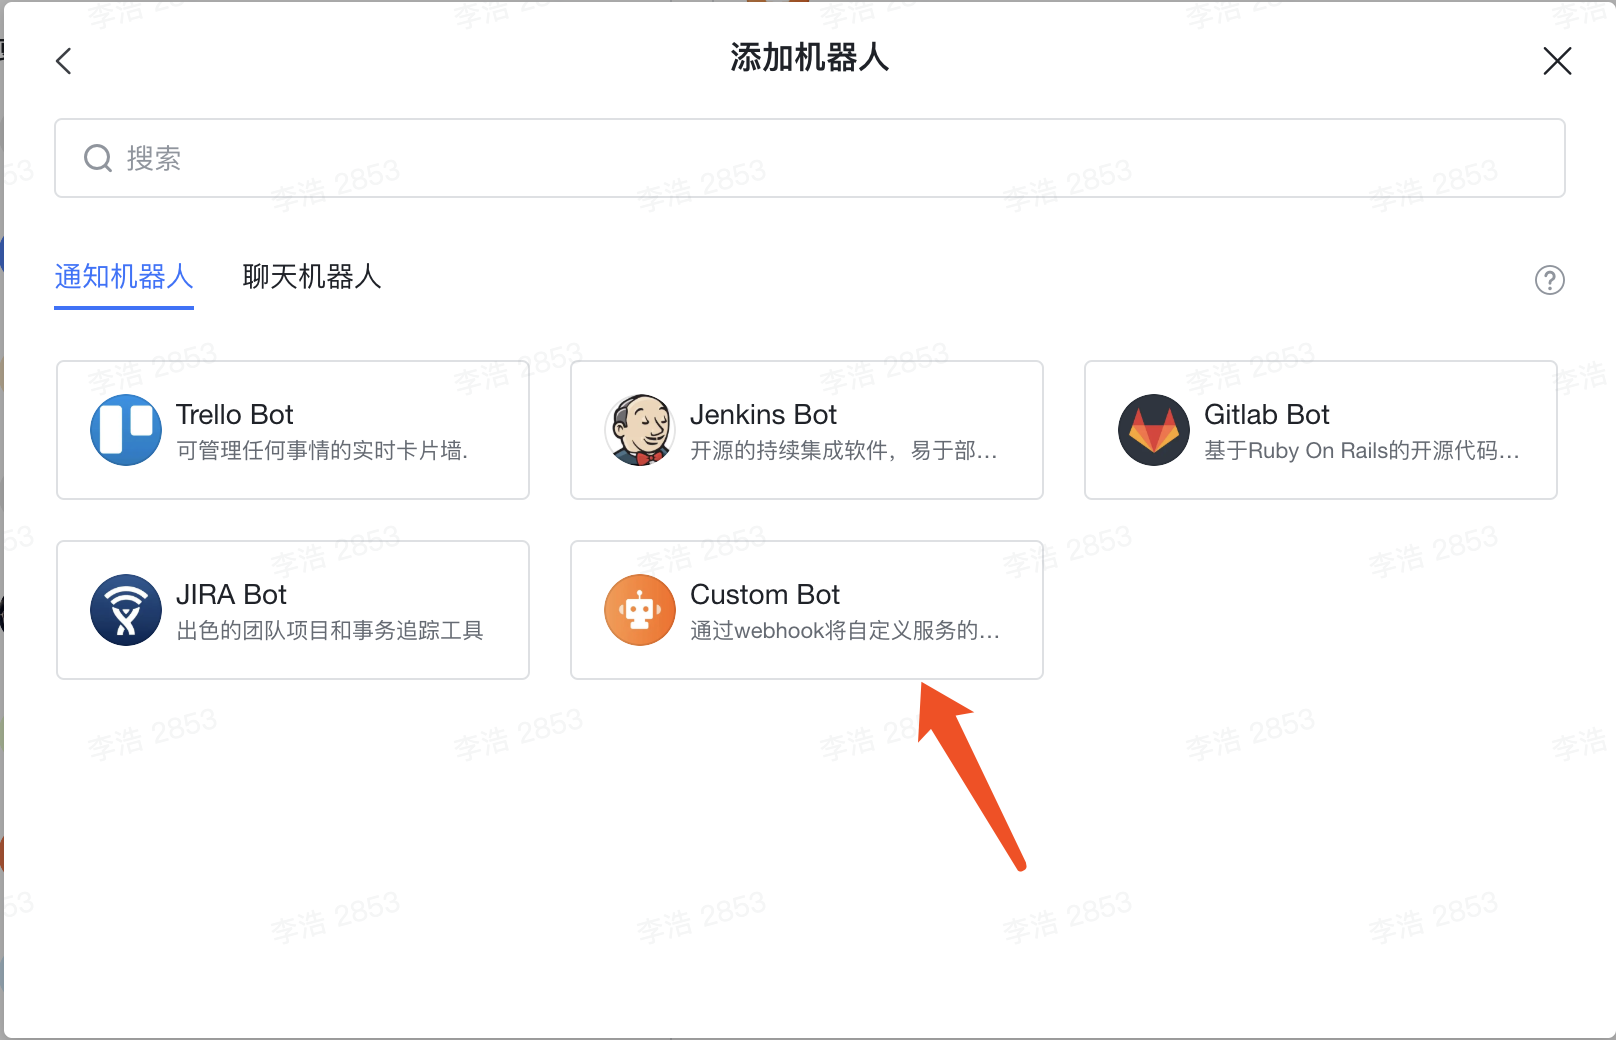 添加机器人
搜索
通知机器人 聊天机器人
Trello Bot
可管理任何事情的实时卡片墙.
Jenkins Bot
开源的持续集成软件，易于部...
Gitlab Bot
基于Ruby On Rails的开源代码...
JIRA Bot
出色的团队项目和事务追踪工具
Custom Bot
通过webhook将自定义服务的...
李浩 2853